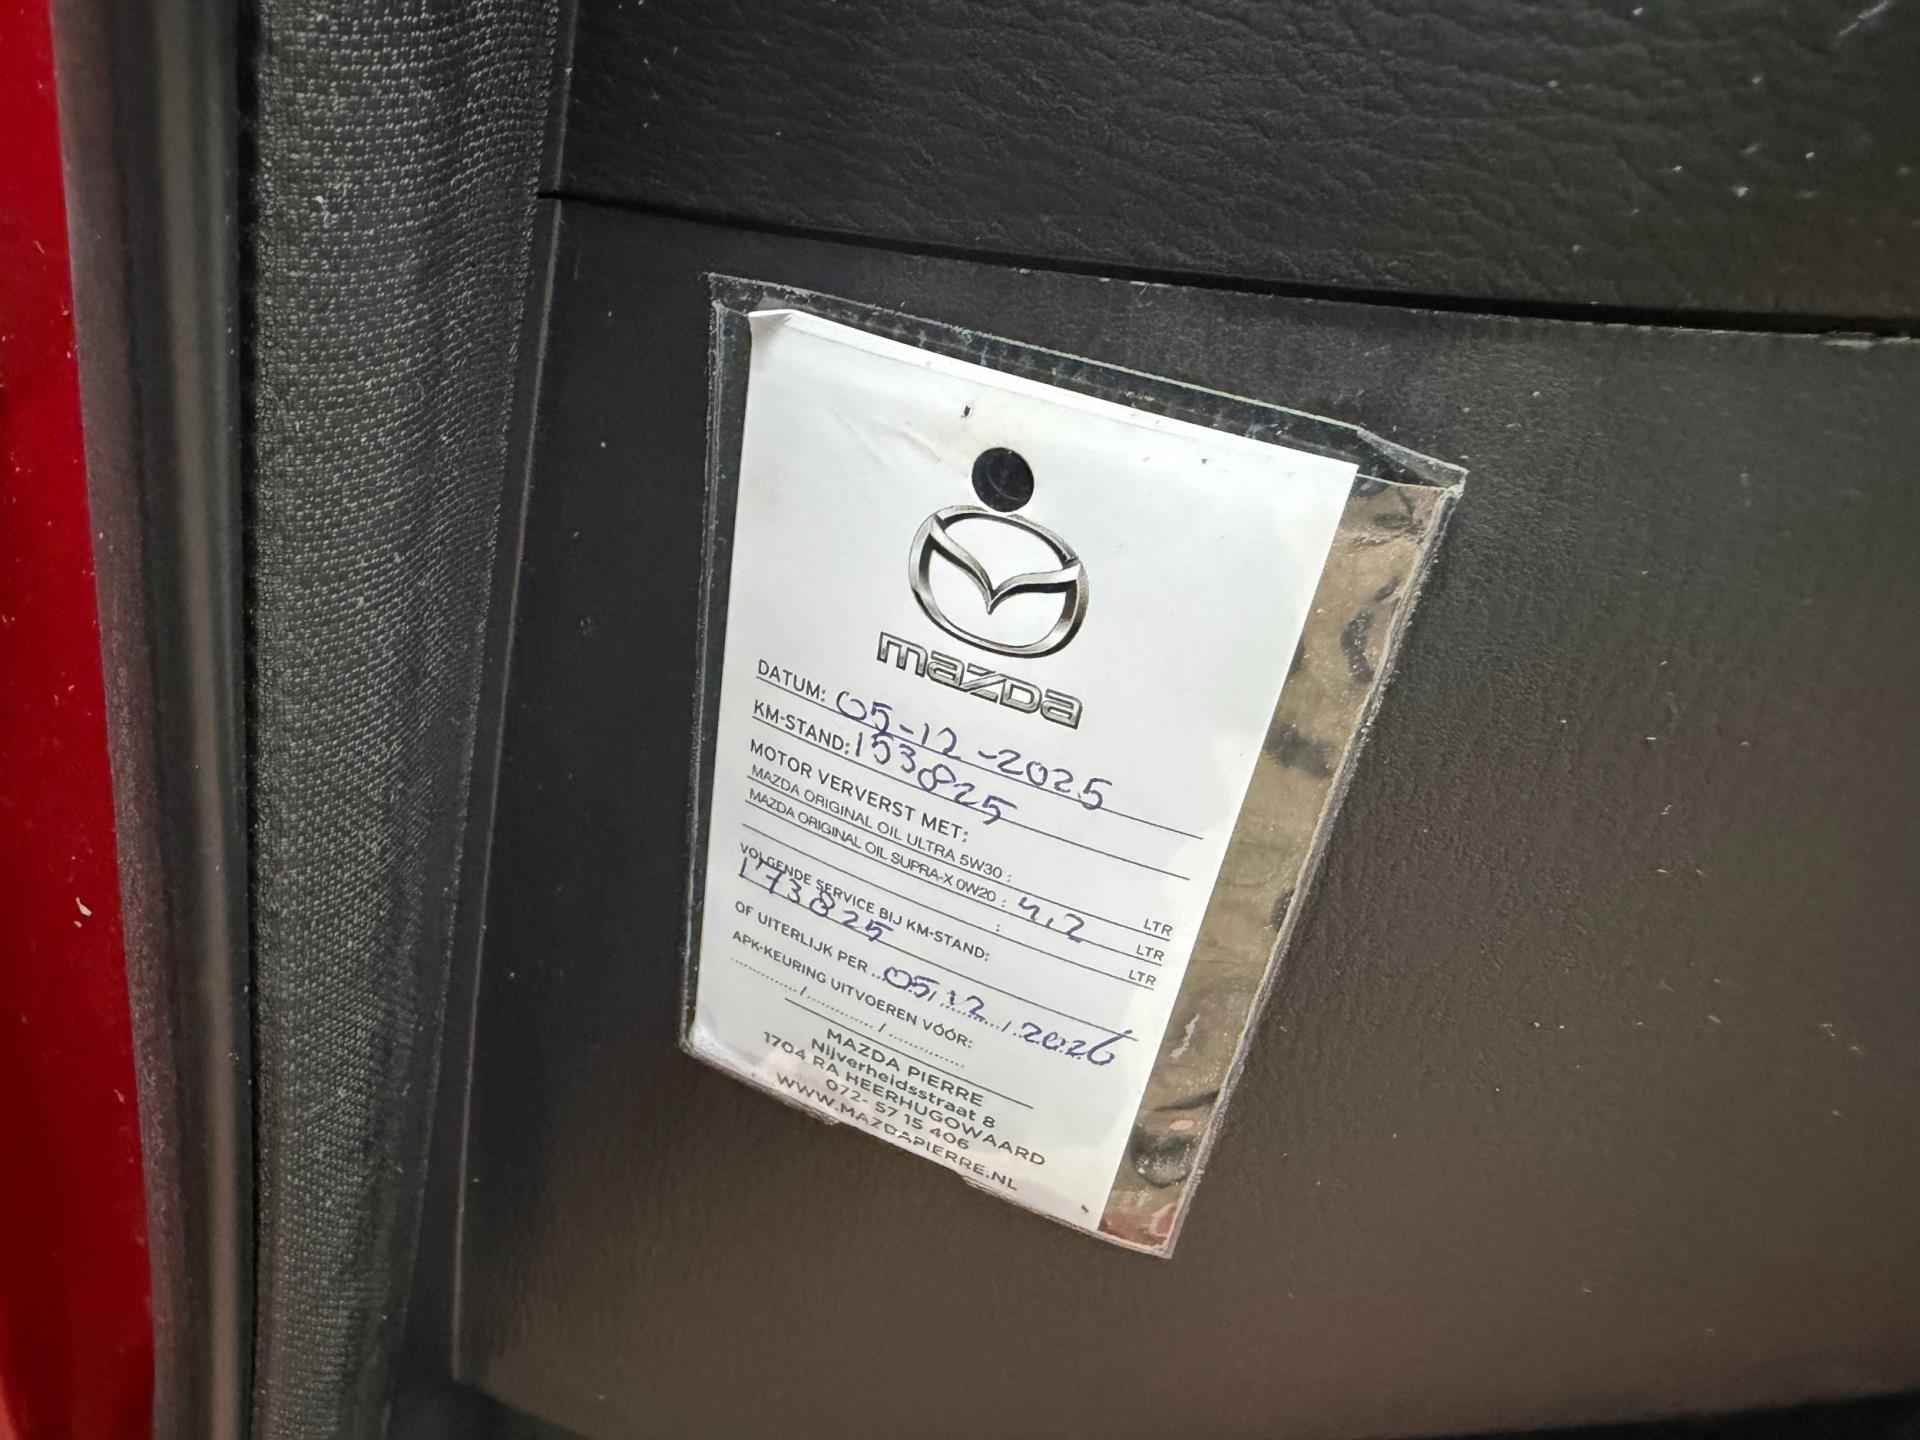 mazda
DATUM: 05-12-2025
KM-STAND: 153825
MOTOR VERVERST MET:
MAZDA ORIGINAL OIL ULTRA 5W30 : LTR
MAZDA ORIGINAL OIL SUPRA-X 0W20 : 4,2 LTR
: LTR
VOLGENDE SERVICE BIJ KM-STAND:
173825
OF UITERLIJK PER 05/12/2026
APK-KEURING UITVOEREN VÓÓR:
............/............/............
MAZDA PIERRE
Nijverheidsstraat 8
1704 RA HEERHUGOWAARD
072- 57 15 406
WWW.MAZDAPIERRE.NL